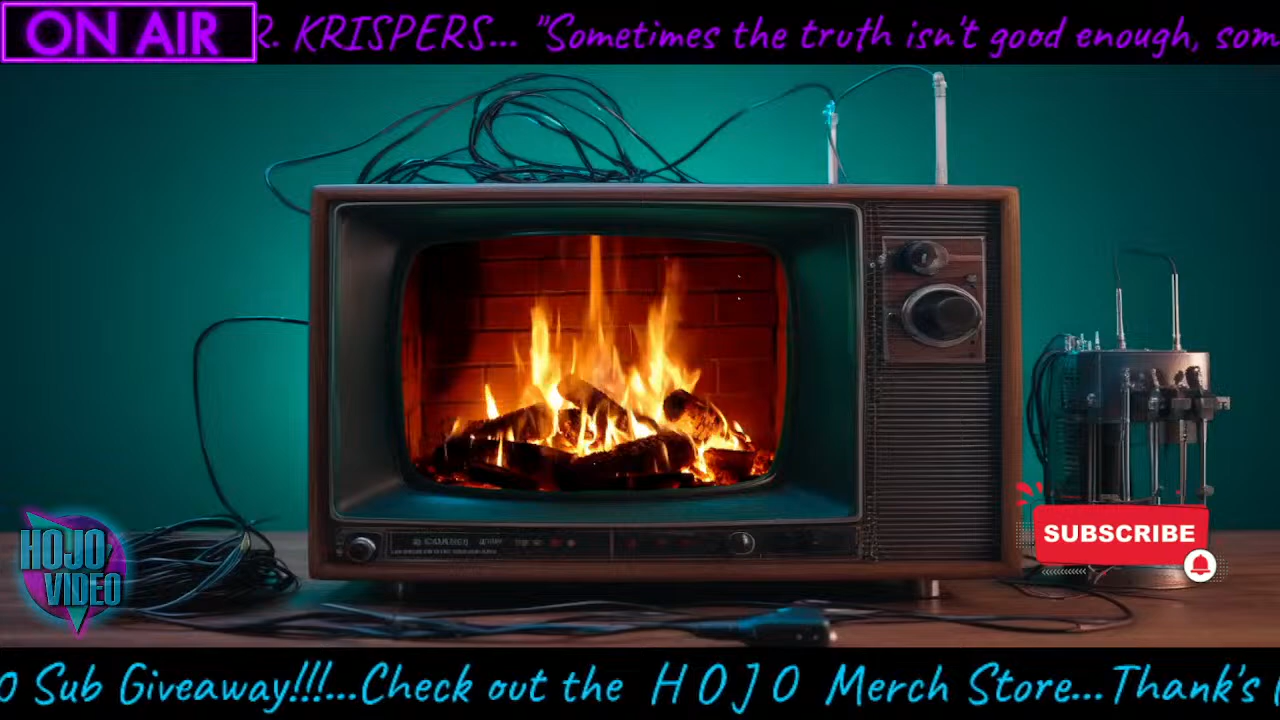 ON AIR
R. KRISPERS... "Sometimes the truth isn't good enough, som
HOJO
VIDEO
SUBSCRIBE
o Sub Giveaway!!!...Check out the HOJO Merch Store...Thank's